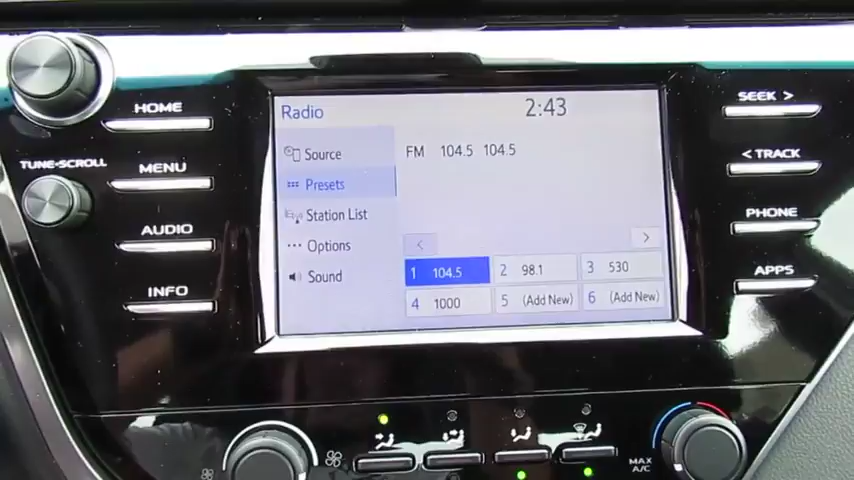 HOME
TUNE•SCROLL
MENU
AUDIO
INFO
Radio
2:43
Source
Presets
Station List
Options
Sound
FM 104.5 104.5
< >
1 104.5
2 98.1
3 530
4 1000
5 (Add New)
6 (Add New)
SEEK >
< TRACK
PHONE
APPS
MAX
A/C